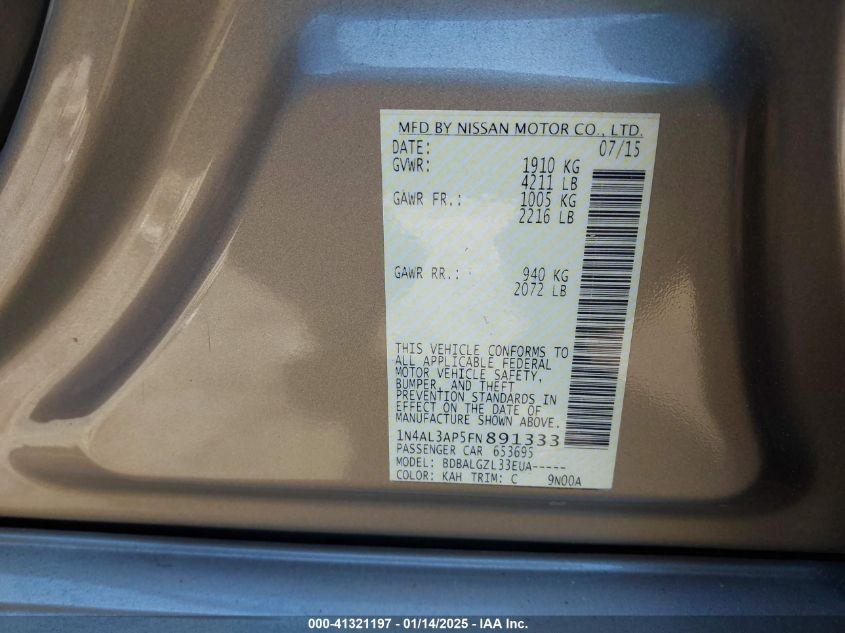 MFD BY NISSAN MOTOR CO., LTD.
DATE: 07/15
GVWR: 1910 KG
4211 LB
GAWR FR.: 1005 KG
2216 LB
GAWR RR.: 940 KG
2072 LB
THIS VEHICLE CONFORMS TO
ALL APPLICABLE FEDERAL
MOTOR VEHICLE SAFETY,
BUMPER, AND THEFT
PREVENTION STANDARDS IN
EFFECT ON THE DATE OF
MANUFACTURE SHOWN ABOVE.
1N4AL3AP5FN891333
PASSENGER CAR 653695
MODEL: BDBALGZL33EUA-----
COLOR: KAH TRIM: C 9N00A
000-41321197 - 01/14/2025 - IAA Inc.